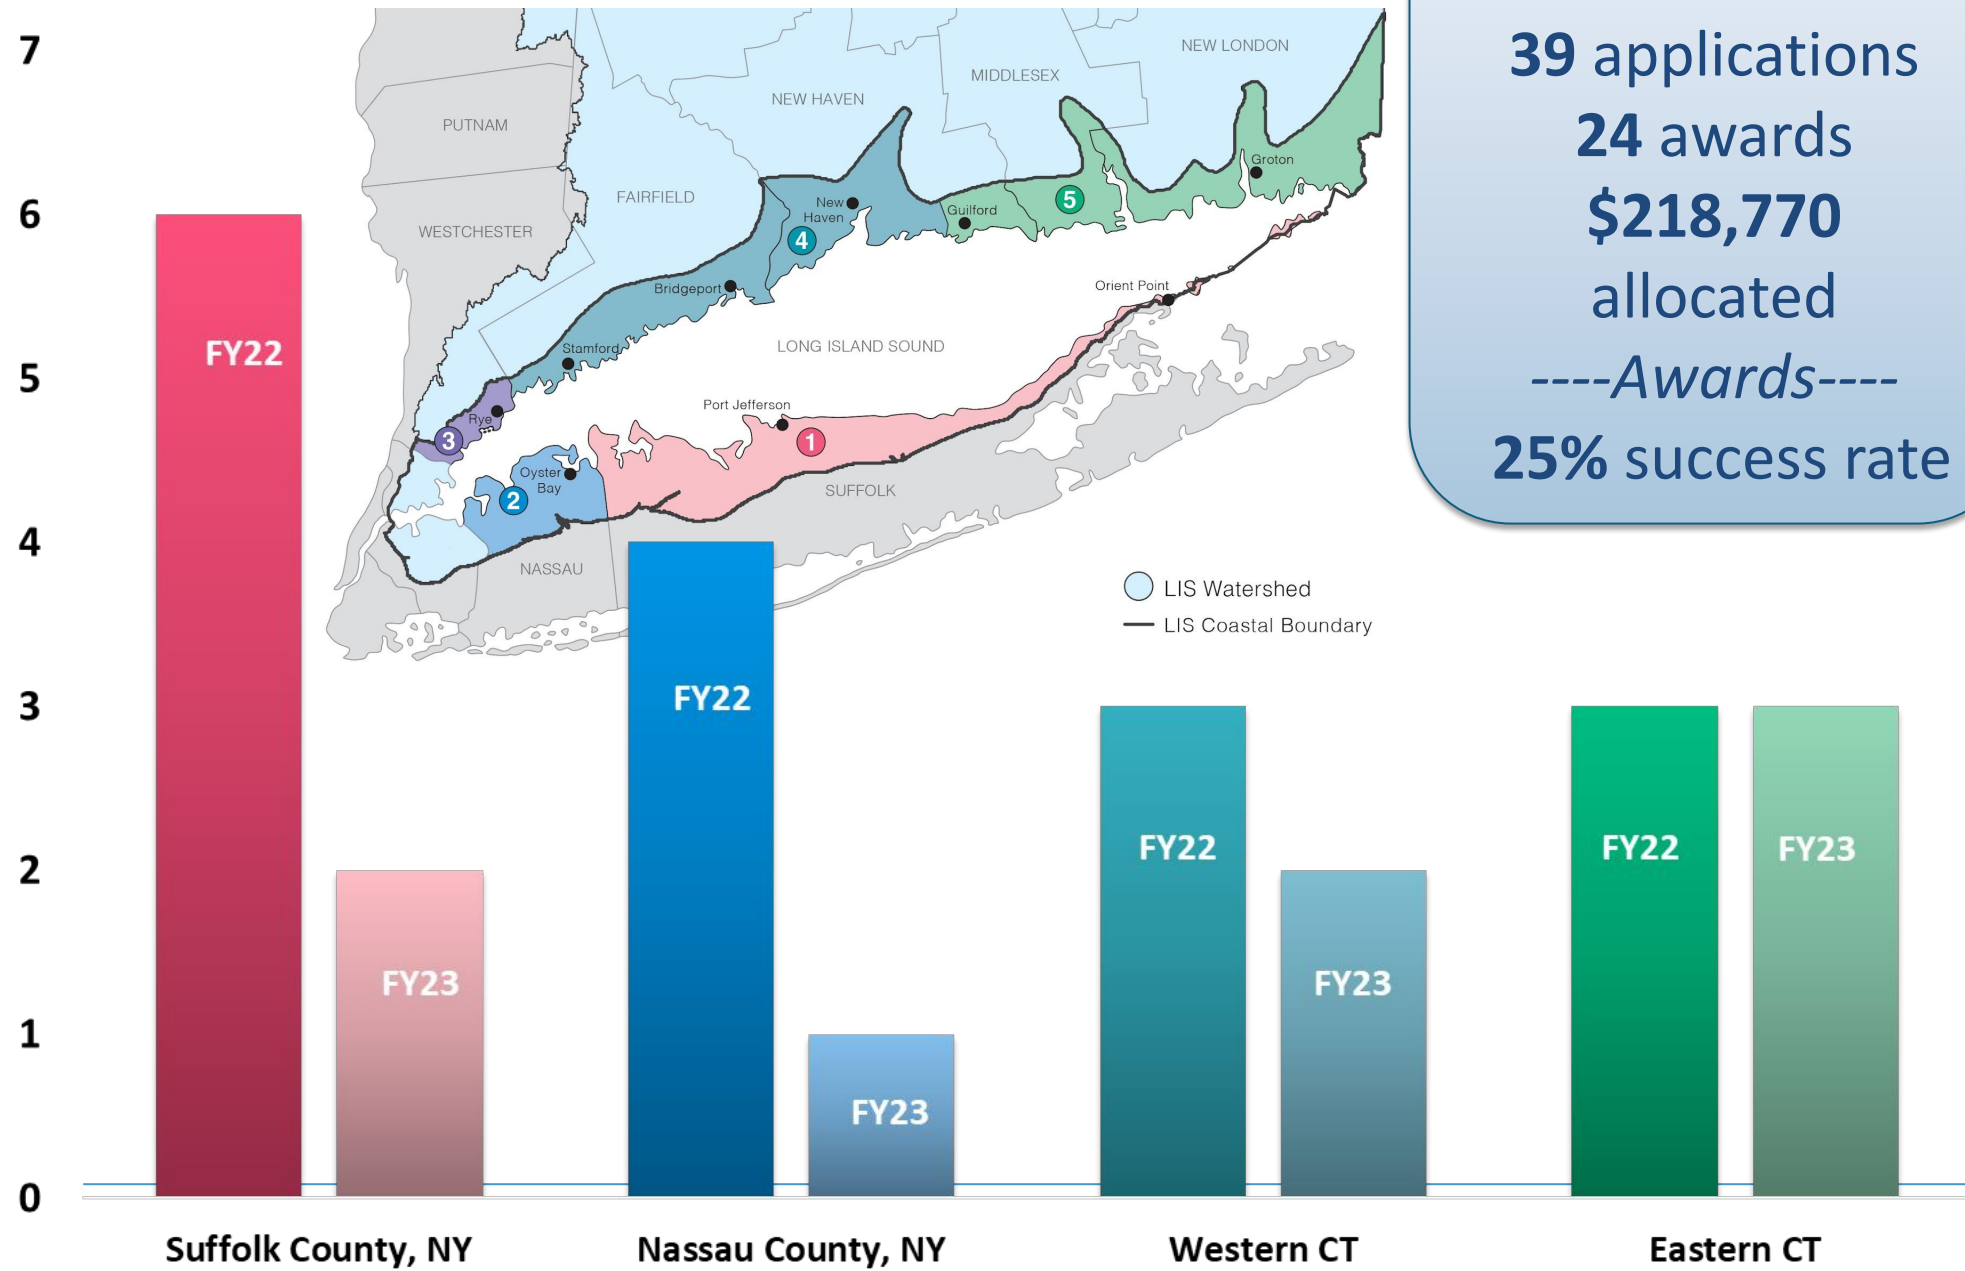 7
6
5
4
3
2
1
0
NEW LONDON
MIDDLESEX
NEW HAVEN
PUTNAM
Groton
FAIRFIELD
5
New
Haven
Guilford
WESTCHESTER
4
Orient Point
Bridgeport
LONG ISLAND SOUND
Stamford
Port Jefferson
Rye
3
1
Oyster
Bay
2
SUFFOLK
NASSAU
LIS Watershed
LIS Coastal Boundary
39 applications
24 awards
$218,770
allocated
----Awards----
25% success rate
FY22
FY23
FY22
FY23
FY22
FY23
FY22
FY23
Suffolk County, NY
Nassau County, NY
Western CT
Eastern CT